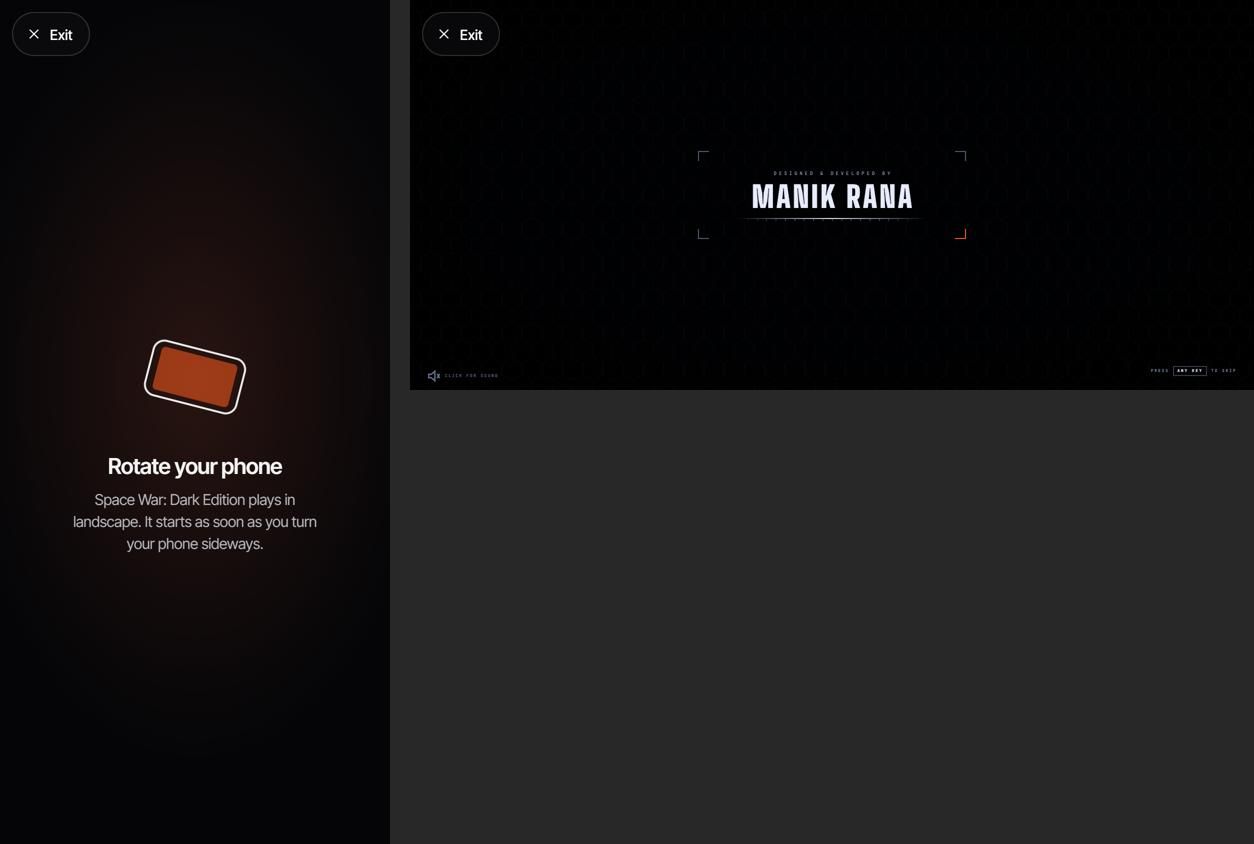 Exit
Rotate your phone
Space War: Dark Edition plays in
landscape. It starts as soon as you turn
your phone sideways.
Exit
DESIGNED & DEVELOPED BY
MANIK RANA
CLICK FOR SOUND
PRESS ANY KEY TO SKIP